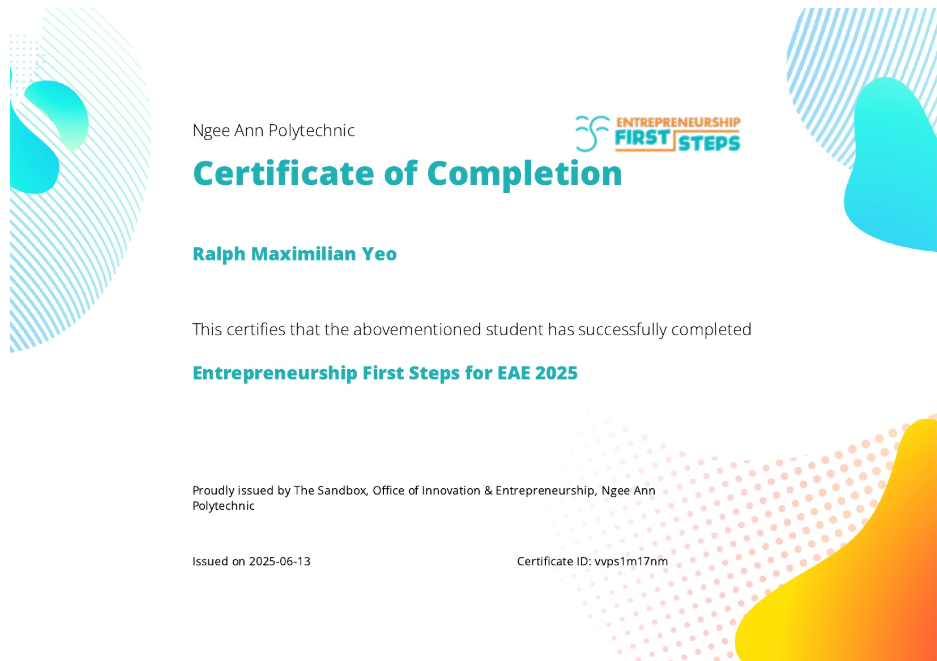 Ngee Ann Polytechnic
ENTREPRENEURSHIP
FIRST STEPS
Certificate of Completion
Ralph Maximilian Yeo
This certifies that the abovementioned student has successfully completed
Entrepreneurship First Steps for EAE 2025
Proudly issued by The Sandbox, Office of Innovation & Entrepreneurship, Ngee Ann
Polytechnic
Issued on 2025-06-13
Certificate ID: vvps1m17nm